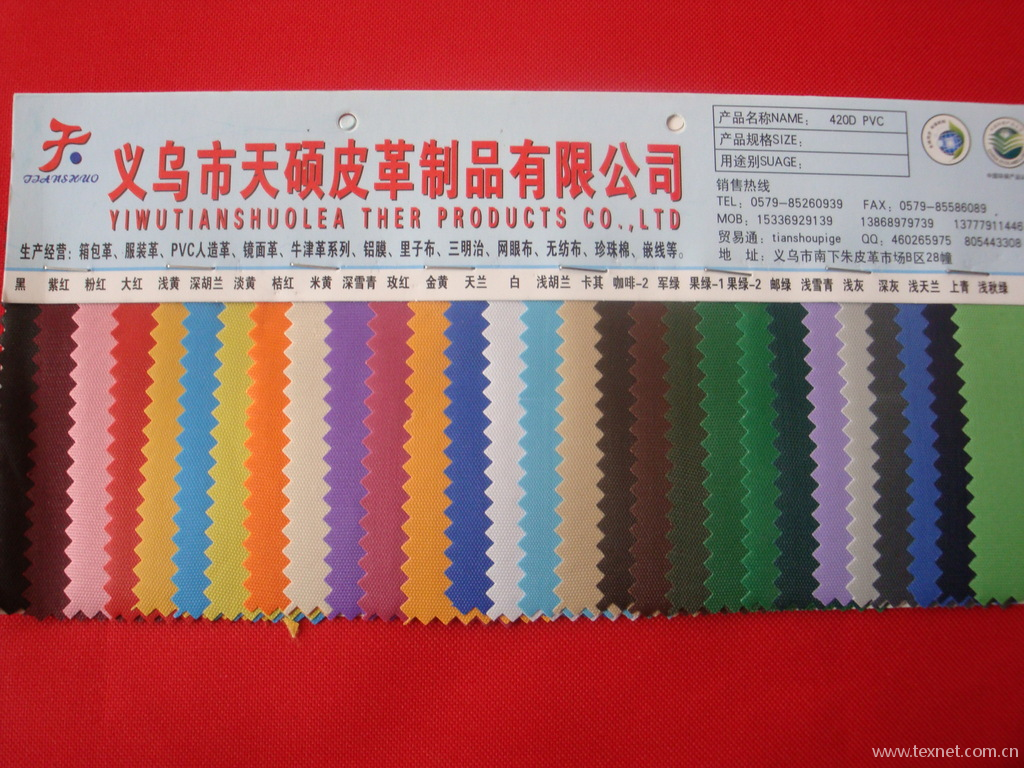 TIANSHUO
义乌市天硕皮革制品有限公司
YIWUTIANSHUOLEA THER PRODUCTS CO.,LTD
生产经营：箱包革、服装革、PVC人造革、镜面革、牛津革系列、铝膜、里子布、三明治、网眼布、无纺布、珍珠棉、嵌线等。
产品名称NAME： 420D PVC
产品规格SIZE：
用途别SUAGE：
销售热线
TEL：0579-85260939 FAX：0579-85586089
MOB：15336929139 13868979739 13777911446
贸易通：tianshoupige QQ：460265975 805443308
地 址：义乌市南下朱皮革市场B区28幢
黑 紫红 粉红 大红 浅黄 深胡兰 淡黄 桔红 米黄 深雪青 玫红 金黄 天兰 白 浅胡兰 卡其 咖啡-2 军绿 果绿-1 果绿-2 邮绿 浅雪青 浅灰 深灰 浅天兰 上青 浅秋绿
www.texnet.com.cn